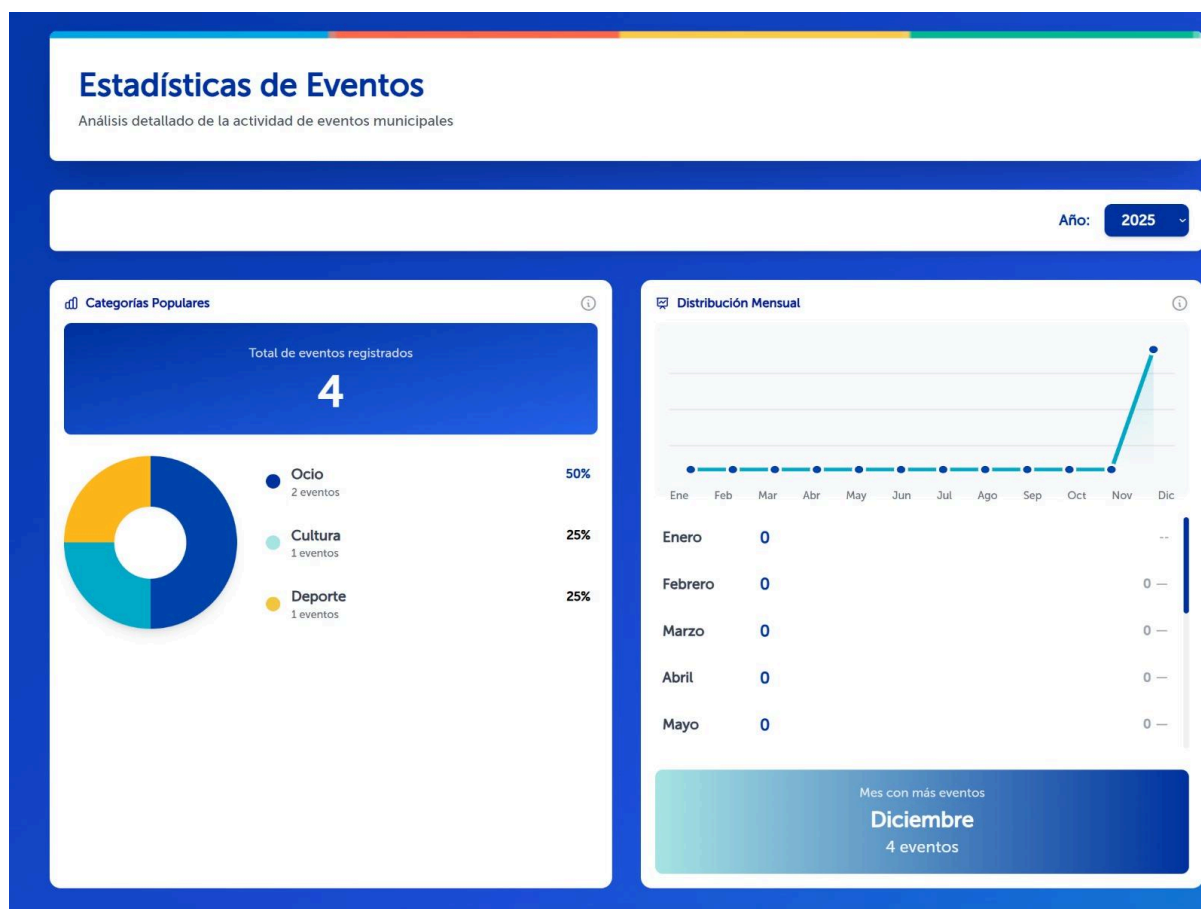 Estadísticas de Eventos
Análisis detallado de la actividad de eventos municipales
Año: 2025
Categorías Populares
Total de eventos registrados
4
Ocio 50%
2 eventos
Cultura 25%
1 eventos
Deporte 25%
1 eventos
Distribución Mensual
Ene Feb Mar Abr May Jun Jul Ago Sep Oct Nov Dic
Enero 0 --
Febrero 0 0 —
Marzo 0 0 —
Abril 0 0 —
Mayo 0 0 —
Mes con más eventos
Diciembre
4 eventos